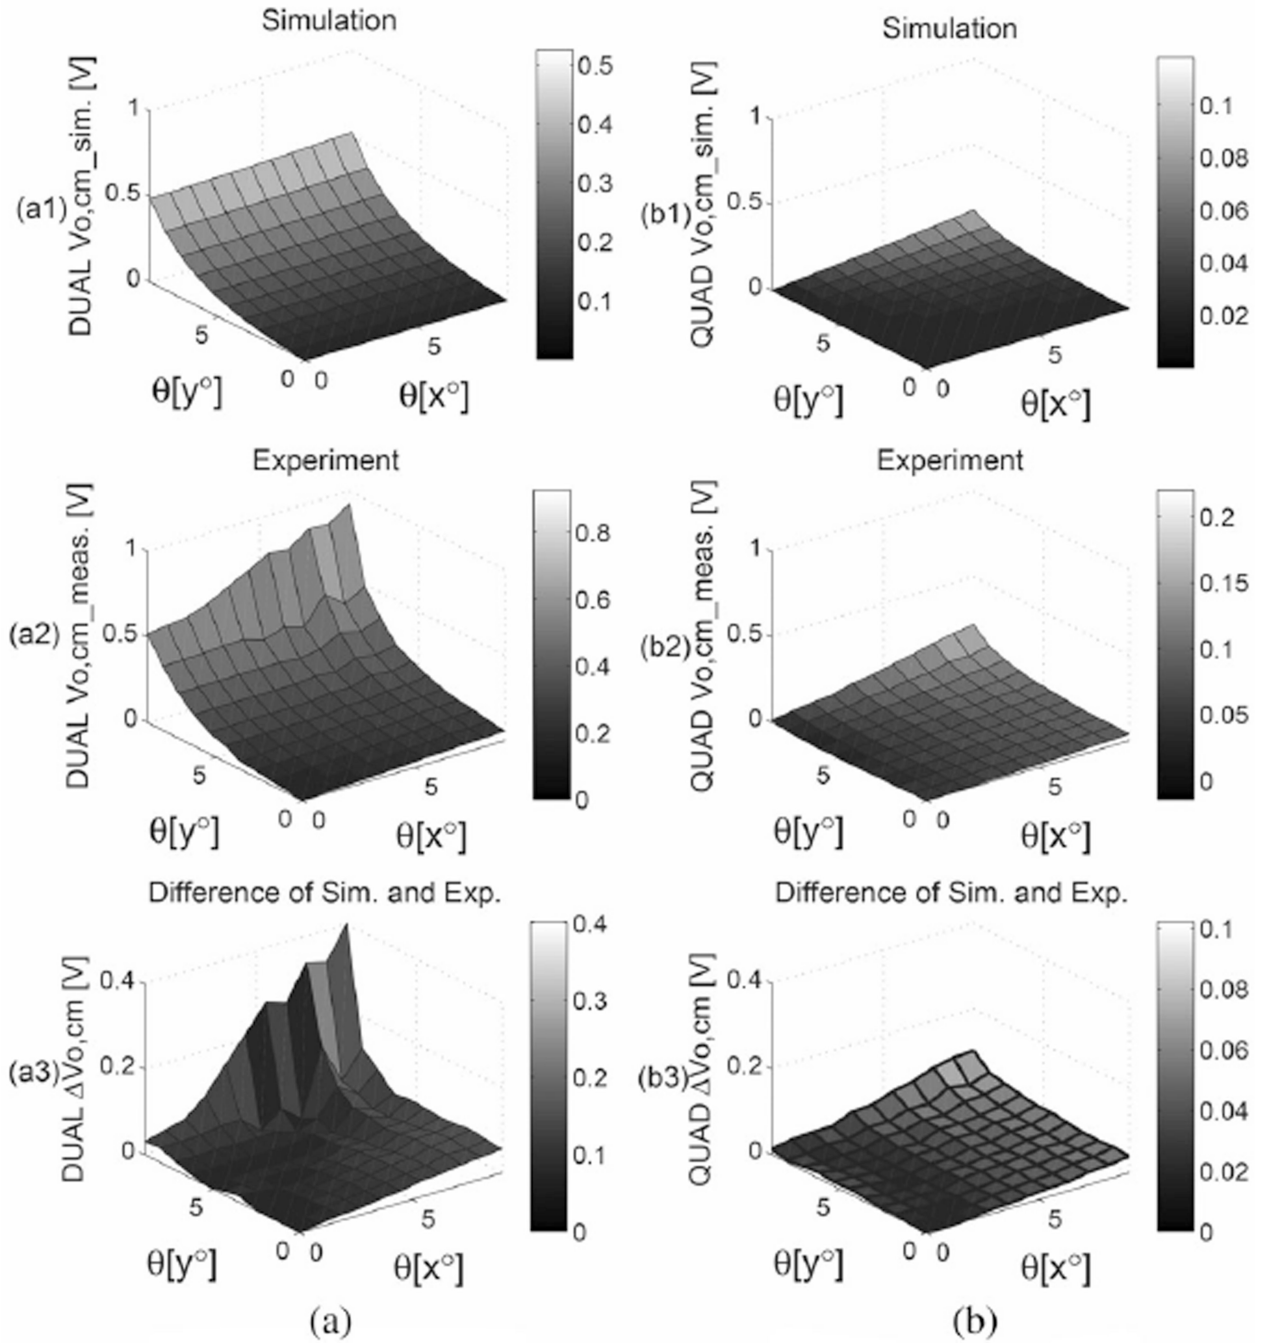 Simulation
DUAL Vo,cm_sim. [V]
(a1)
1
0.5
0
5
0
0
5
θ[y°]
θ[x°]
0.5
0.4
0.3
0.2
0.1
Simulation
QUAD Vo,cm_sim. [V]
(b1)
1
0.5
0
5
0
0
5
θ[y°]
θ[x°]
0.1
0.08
0.06
0.04
0.02
Experiment
DUAL Vo,cm_meas. [V]
(a2)
1
0.5
0
5
0
0
5
θ[y°]
θ[x°]
0.8
0.6
0.4
0.2
0
Experiment
QUAD Vo,cm_meas. [V]
(b2)
1
0.5
0
5
0
0
5
θ[y°]
θ[x°]
0.2
0.15
0.1
0.05
0
Difference of Sim. and Exp.
DUAL ΔVo,cm [V]
(a3)
0.4
0.2
0
5
0
0
5
θ[y°]
θ[x°]
0.4
0.3
0.2
0.1
0
Difference of Sim. and Exp.
QUAD ΔVo,cm [V]
(b3)
0.4
0.2
0
5
0
0
5
θ[y°]
θ[x°]
0.1
0.08
0.06
0.04
0.02
0
(a)
(b)